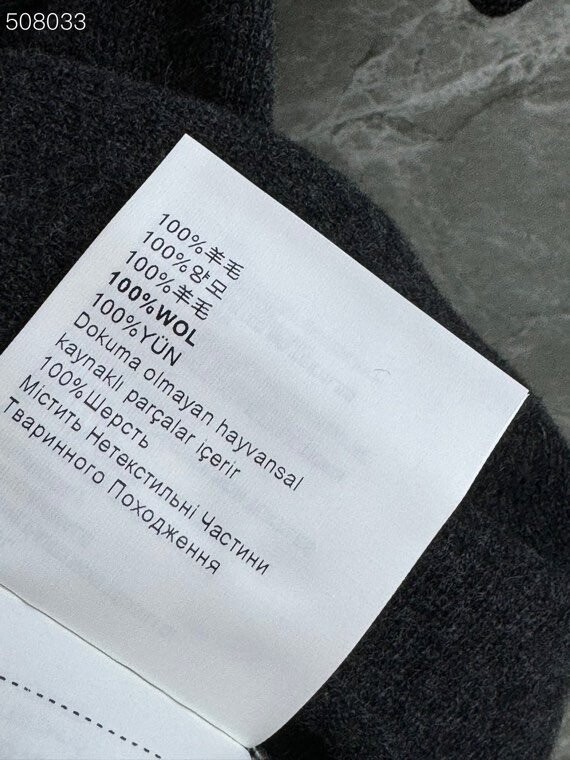 508033
100%羊毛
100%양모
100%羊毛
100%WOL
100%YÜN
Dokuma olmayan hayvansal
kaynaklı parçalar içerir
100%Шерсть
Містить Нетекстильні Частини
Тваринного Походження